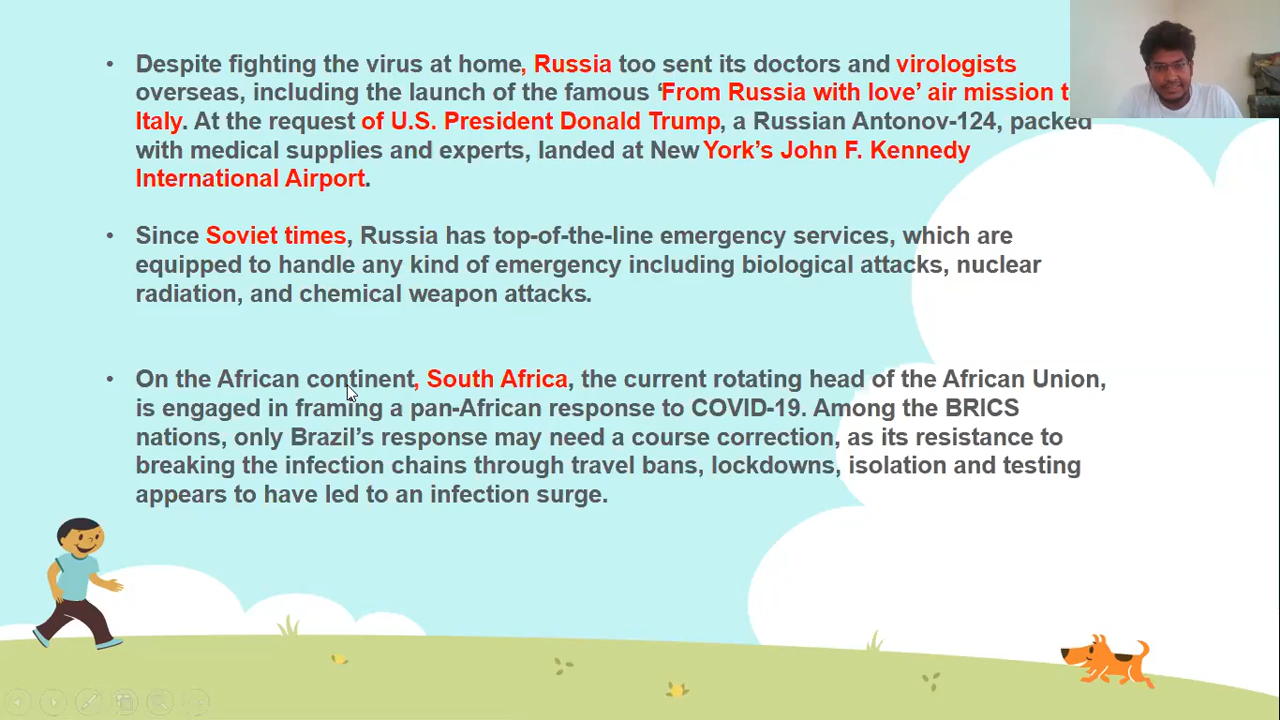 • Despite fighting the virus at home, Russia too sent its doctors and virologists
overseas, including the launch of the famous ‘From Russia with love’ air mission t
Italy. At the request of U.S. President Donald Trump, a Russian Antonov-124, packed
with medical supplies and experts, landed at New York’s John F. Kennedy
International Airport.
• Since Soviet times, Russia has top-of-the-line emergency services, which are
equipped to handle any kind of emergency including biological attacks, nuclear
radiation, and chemical weapon attacks.
• On the African continent, South Africa, the current rotating head of the African Union,
is engaged in framing a pan-African response to COVID-19. Among the BRICS
nations, only Brazil’s response may need a course correction, as its resistance to
breaking the infection chains through travel bans, lockdowns, isolation and testing
appears to have led to an infection surge.